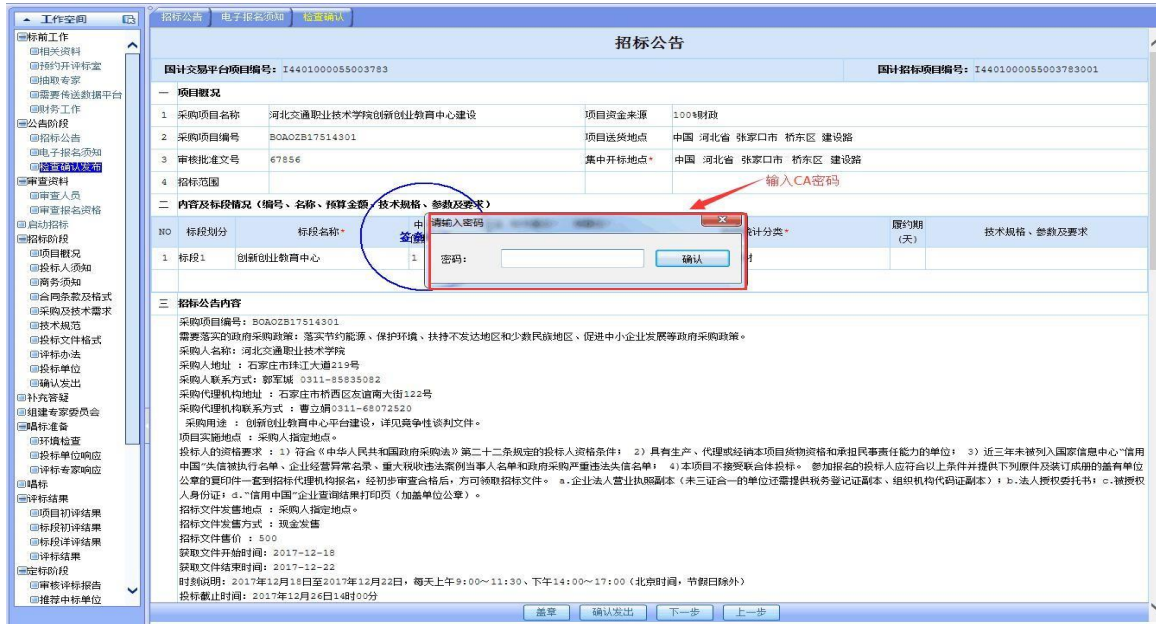 工作空间
标前工作
相关资料
预约开评标室
抽取专家
需要传送数据平台
财务工作
公告阶段
招标公告
电子报名须知
检查确认发布
审查资料
审查人员
审查报名资格
启动招标
招标阶段
项目概况
投标人须知
商务须知
合同条款及格式
采购及技术需求
技术规范
投标文件格式
评标办法
投标单位
确认发出
补充答疑
组建专家委员会
唱标准备
环境检查
投标单位响应
评标专家响应
唱标
评标结果
项目初评结果
标段初评结果
标段详评结果
评标结果
定标阶段
审核评标报告
推荐中标单位
招标公告 电子报名须知 检查确认
招标公告
国计交易平台项目编号：I4401000055003783 国计招标项目编号：I4401000055003783001
一 项目概况
1 采购项目名称 河北交通职业技术学院创新创业教育中心建设 项目资金来源 100%财政
2 采购项目编号 BOAOZB17514301 项目送货地点 中国 河北省 张家口市 桥东区 建设路
3 审核批准文号 67856 集中开标地点* 中国 河北省 张家口市 桥东区 建设路
4 招标范围
输入CA密码
二 内容及标段情况（编号、名称、预算金额、技术规格、参数及要求）
NO 标段划分 标段名称* 中 统计分类* 履约期（天） 技术规格、参数及要求
签章
1 标段1 创新创业教育中心 1
请输入密码
密码： 确认
三 招标公告内容
采购项目编号：BOAOZB17514301
需要落实的政府采购政策：落实节约能源、保护环境、扶持不发达地区和少数民族地区、促进中小企业发展等政府采购政策。
采购人名称：河北交通职业技术学院
采购人地址 ：石家庄市珠江大道219号
采购人联系方式：郭军城 0311-85835082
采购代理机构地址 ：石家庄市桥西区友谊南大街122号
采购代理机构联系方式 ：曹立娟0311-68072520
采购用途 ：创新创业教育中心平台建设，详见竞争性谈判文件。
项目实施地点 ：采购人指定地点。
投标人的资格要求 ：1）符合《中华人民共和国政府采购法》第二十二条规定的投标人资格条件； 2）具有生产、代理或经销本项目货物资格和承担民事责任能力的单位； 3）近三年未被列入国家信息中心“信用
中国”失信被执行名单、企业经营异常名录、重大税收违法案例当事人名单和政府采购严重违法失信名单； 4）本项目不接受联合体投标。 参加报名的投标人应符合以上条件并提供下列原件及装订成册的盖有单位
公章的复印件一套到招标代理机构报名，经初步审查合格后，方可领取招标文件。 a.企业法人营业执照副本（未三证合一的单位还需提供税务登记证副本、组织机构代码证副本）；b.法人授权委托书；c.被授权
人身份证；d.“信用中国”企业查询结果打印页（加盖单位公章）。
招标文件发售地点 ：采购人指定地点。
招标文件发售方式 ：现金发售
招标文件售价 ：500
获取文件开始时间：2017-12-18
获取文件结束时间：2017-12-22
时刻说明：2017年12月18日至2017年12月22日，每天上午9:00～11:30、下午14:00～17:00（北京时间，节假日除外）
投标截止时间：2017年12月26日14时00分
盖章 确认发出 下一步 上一步